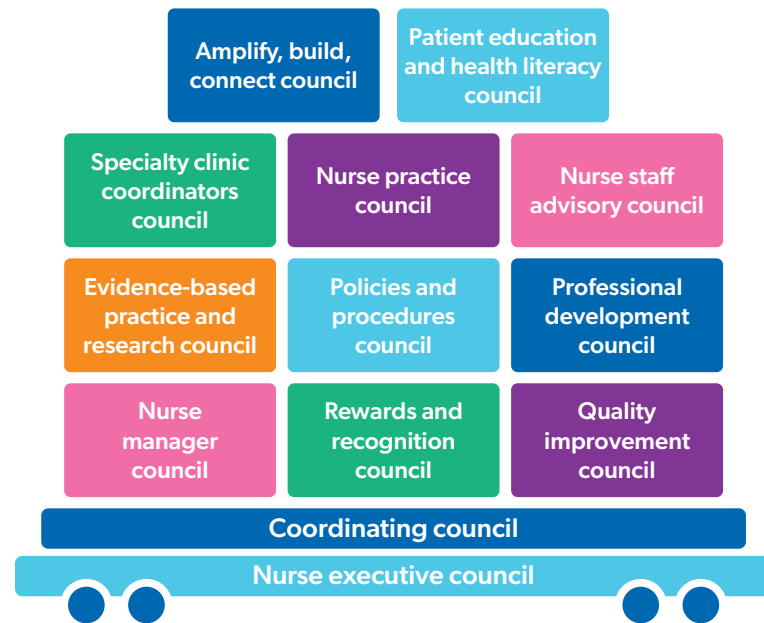 Amplify, build,
connect council
Patient education
and health literacy
council
Specialty clinic
coordinators
council
Nurse practice
council
Nurse staff
advisory council
Evidence-based
practice and
research council
Policies and
procedures
council
Professional
development
council
Nurse
manager
council
Rewards and
recognition
council
Quality
improvement
council
Coordinating council
Nurse executive council